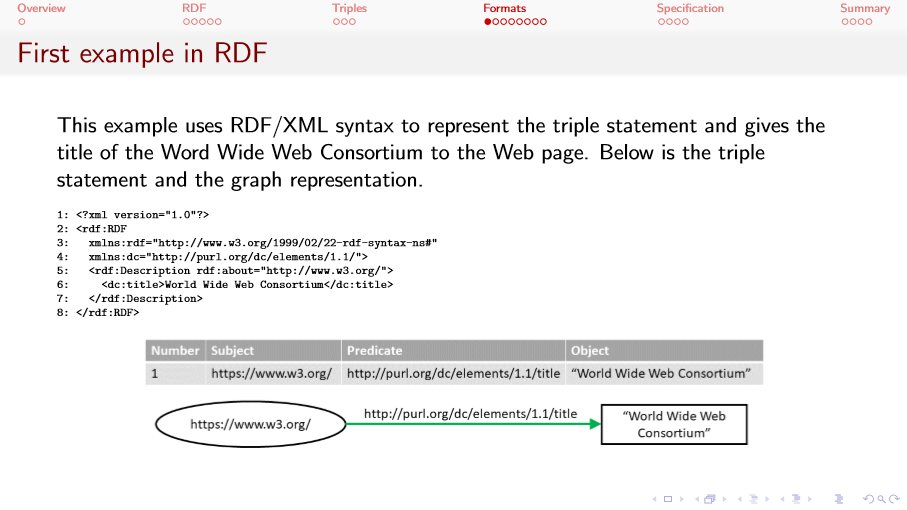 Overview RDF Triples Formats Specification Summary
First example in RDF
This example uses RDF/XML syntax to represent the triple statement and gives the
title of the Word Wide Web Consortium to the Web page. Below is the triple
statement and the graph representation.
1: <?xml version="1.0"?>
2: <rdf:RDF
3: xmlns:rdf="http://www.w3.org/1999/02/22-rdf-syntax-ns#"
4: xmlns:dc="http://purl.org/dc/elements/1.1/">
5: <rdf:Description rdf:about="http://www.w3.org/">
6: <dc:title>World Wide Web Consortium</dc:title>
7: </rdf:Description>
8: </rdf:RDF>
Number Subject Predicate Object
1 https://www.w3.org/ http://purl.org/dc/elements/1.1/title “World Wide Web Consortium”
http://purl.org/dc/elements/1.1/title
https://www.w3.org/
“World Wide Web
Consortium”